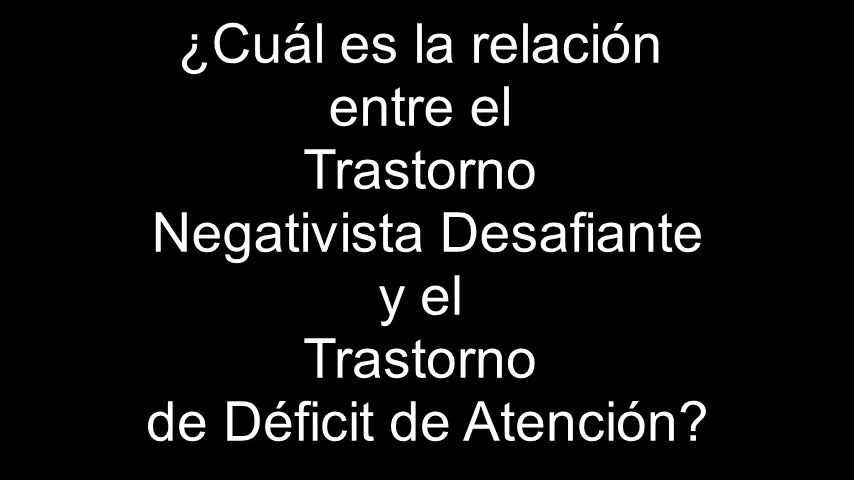 ¿Cuál es la relación
entre el
Trastorno
Negativista Desafiante
y el
Trastorno
de Déficit de Atención?